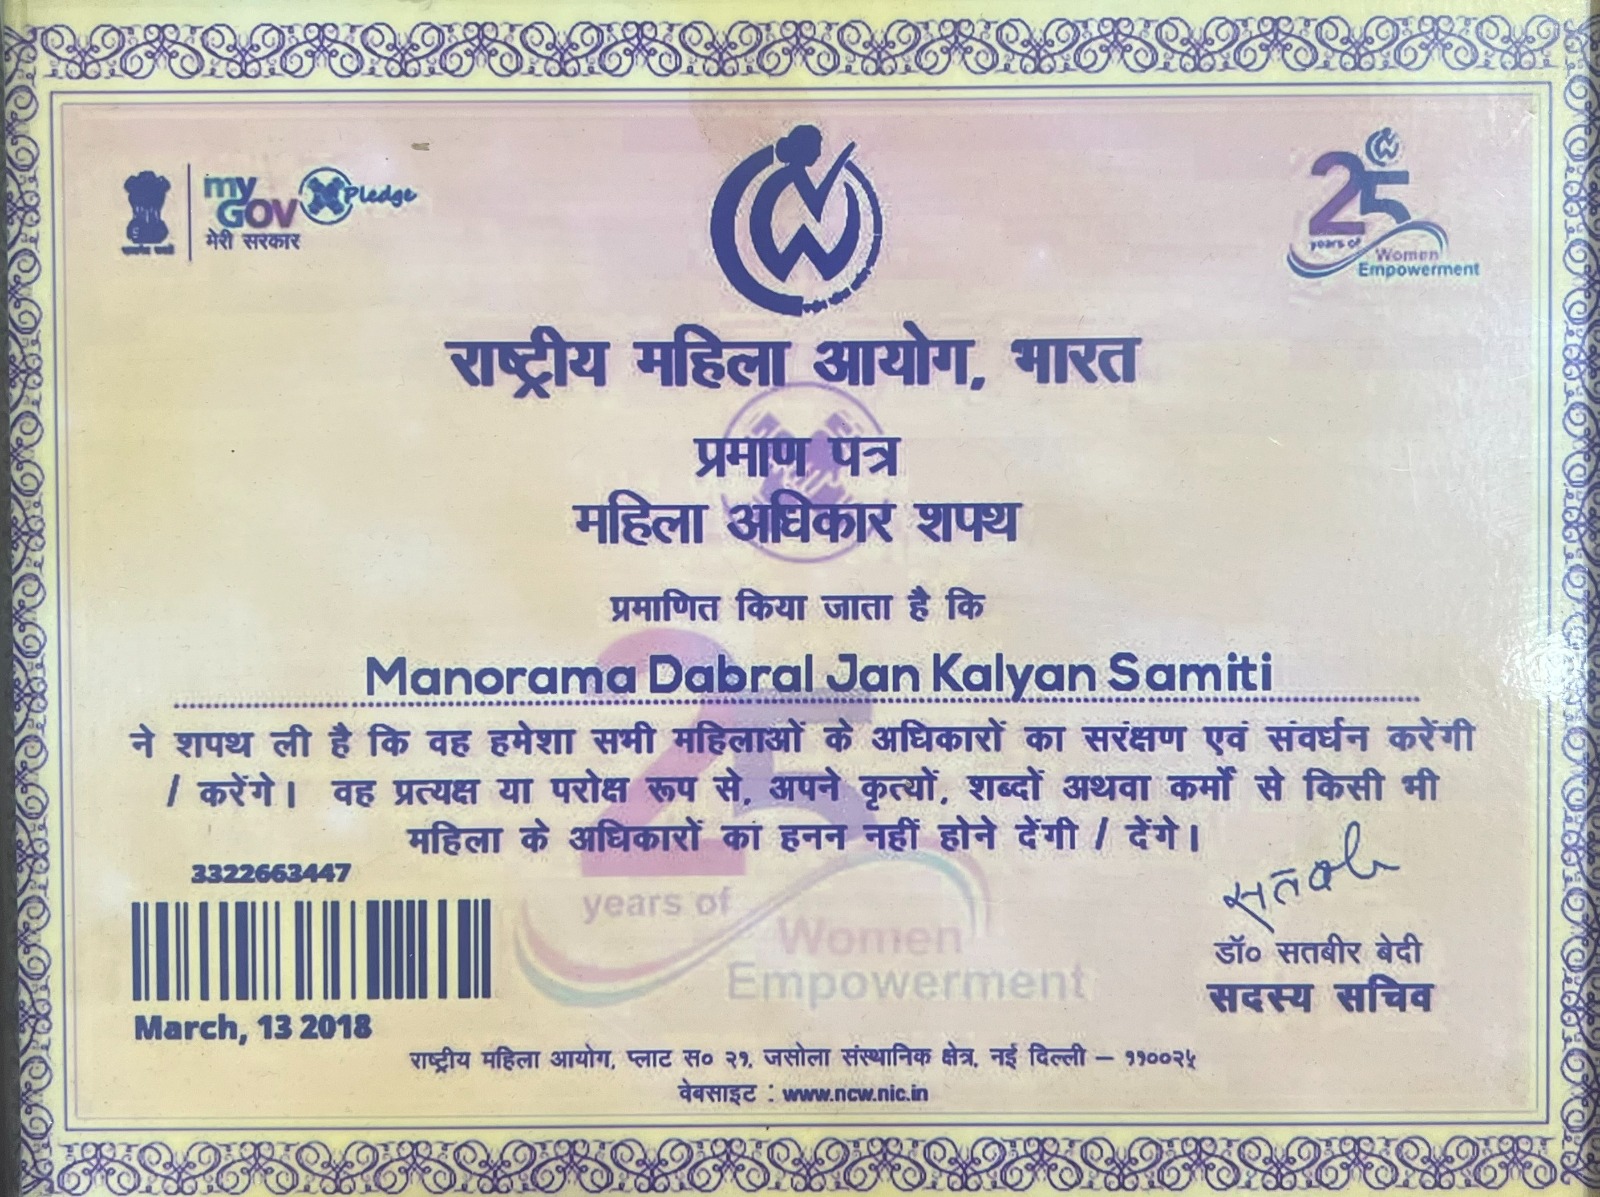 my
GOV
मेरी सरकार
Pledge
25
years of
Women
Empowerment
राष्ट्रीय महिला आयोग, भारत
प्रमाण पत्र
महिला अधिकार शपथ
प्रमाणित किया जाता है कि
Manorama Dabral Jan Kalyan Samiti
ने शपथ ली है कि वह हमेशा सभी महिलाओं के अधिकारों का सरंक्षण एवं संवर्धन करेंगी
/ करेंगे। वह प्रत्यक्ष या परोक्ष रूप से, अपने कृत्यों, शब्दों अथवा कर्मों से किसी भी
महिला के अधिकारों का हनन नहीं होने देंगी / देंगे।
3322663447
25
years of
Women
Empowerment
March, 13 2018
डॉ० सतबीर बेदी
सदस्य सचिव
राष्ट्रीय महिला आयोग, प्लाट स० २१, जसोला संस्थानिक क्षेत्र, नई दिल्ली – ११००२५
वेबसाइट : www.ncw.nic.in